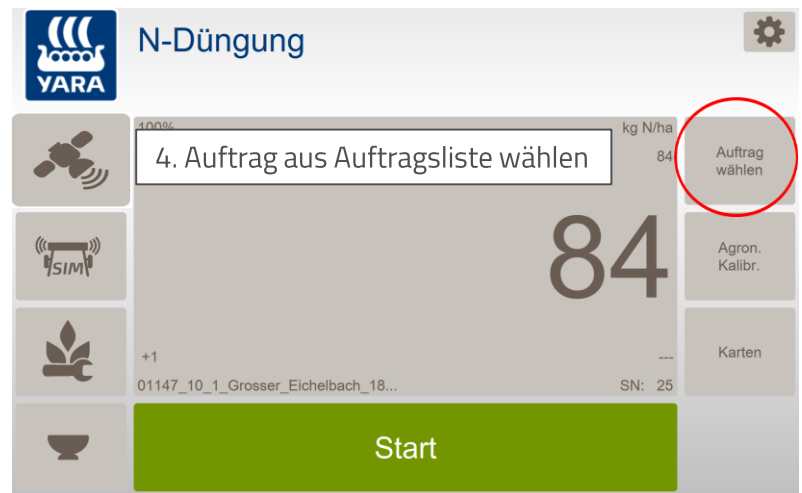 YARA
N-Düngung
100%
kg N/ha
4. Auftrag aus Auftragsliste wählen
84
Auftrag
wählen
84
SIM
Agron.
Kalibr.
+1
---
Karten
01147_10_1_Grosser_Eichelbach_18...
SN: 25
Start